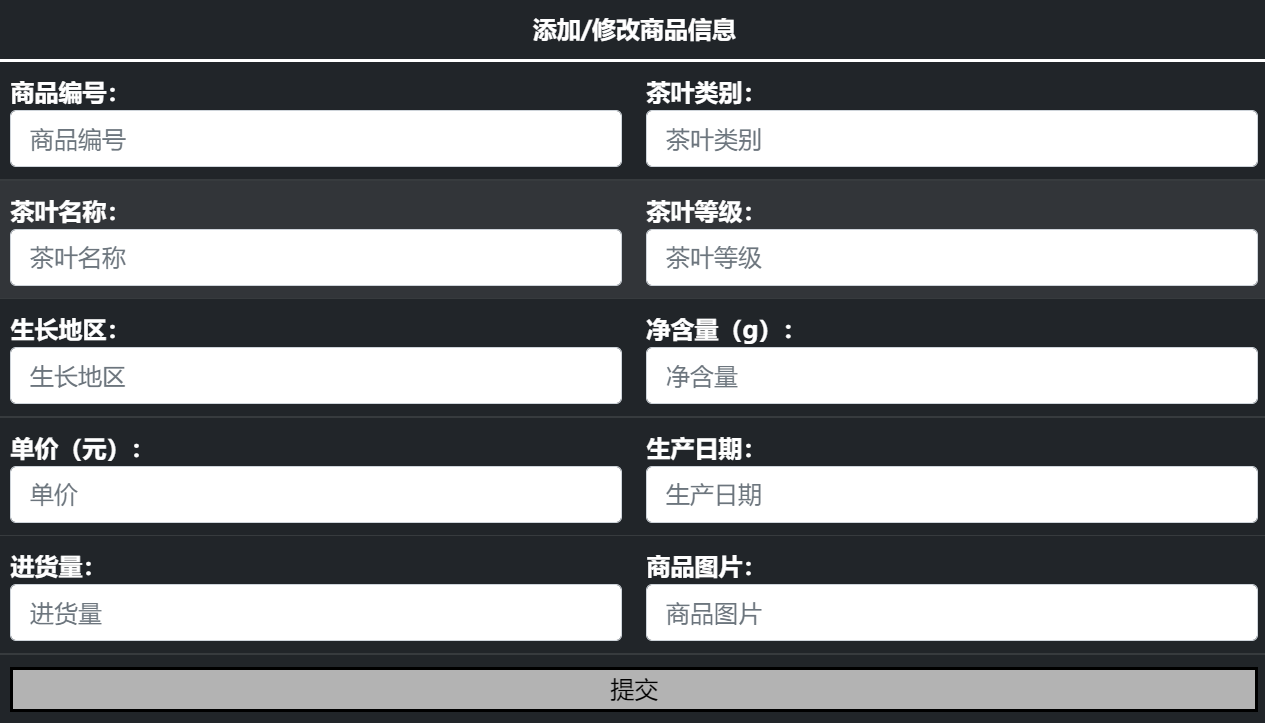 添加/修改商品信息
商品编号：
茶叶类别：
商品编号
茶叶类别
茶叶名称：
茶叶等级：
茶叶名称
茶叶等级
生长地区：
净含量（g）：
生长地区
净含量
单价（元）：
生产日期：
单价
生产日期
进货量：
商品图片：
进货量
商品图片
提交